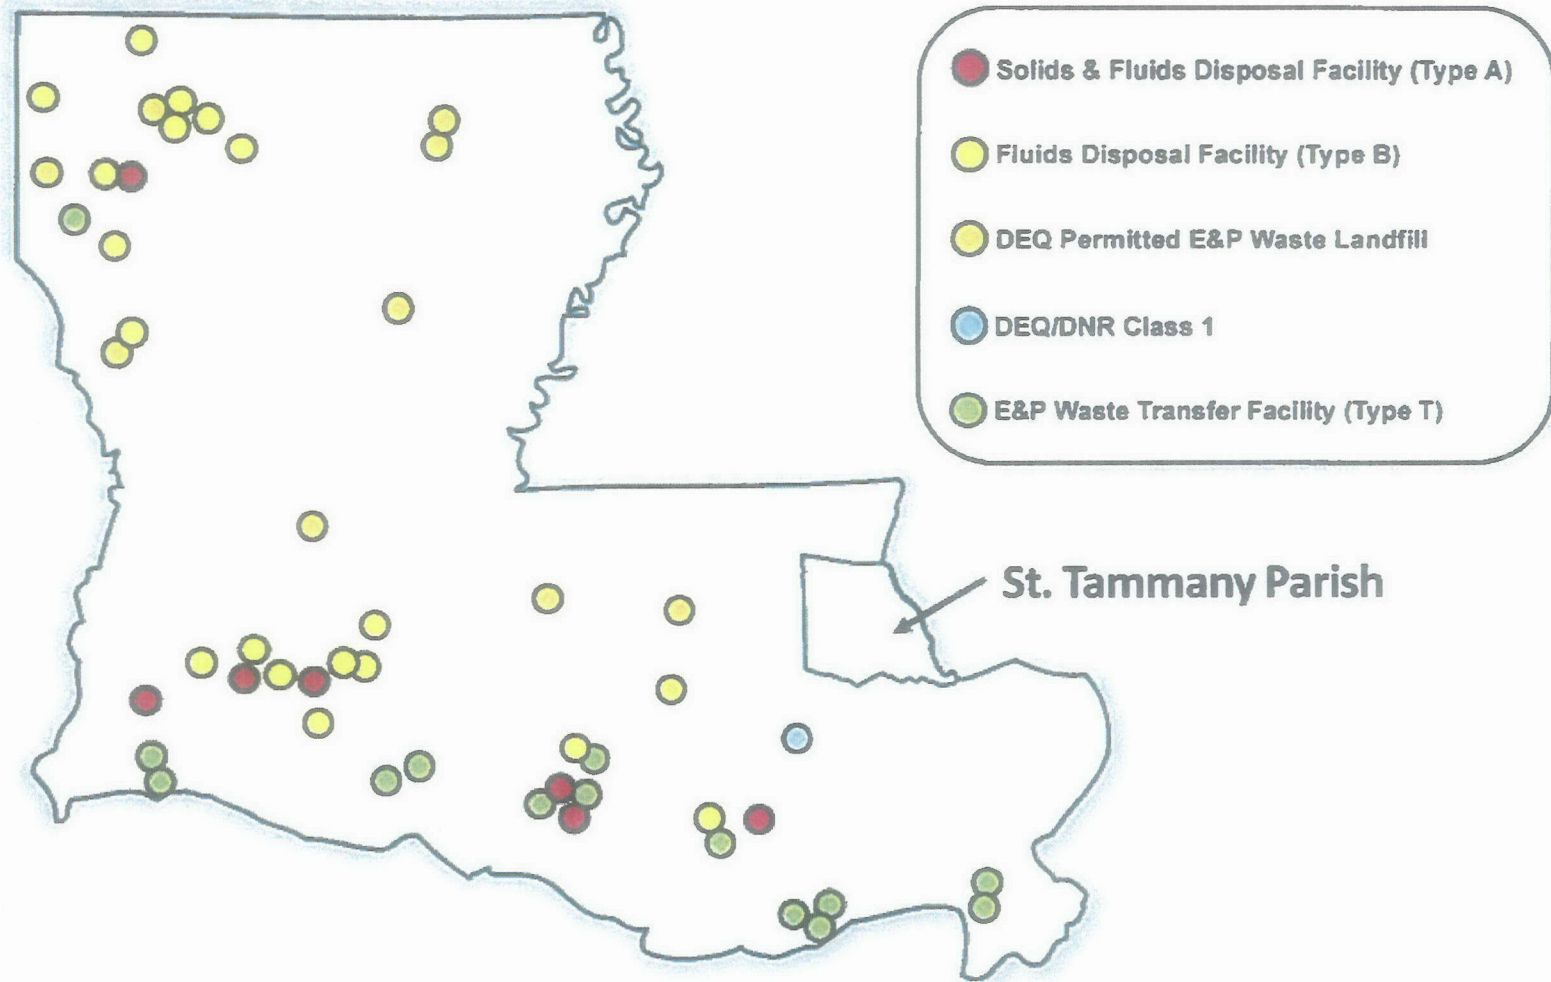 Solids & Fluids Disposal Facility (Type A)
Fluids Disposal Facility (Type B)
DEQ Permitted E&P Waste Landfill
DEQ/DNR Class 1
E&P Waste Transfer Facility (Type T)
St. Tammany Parish